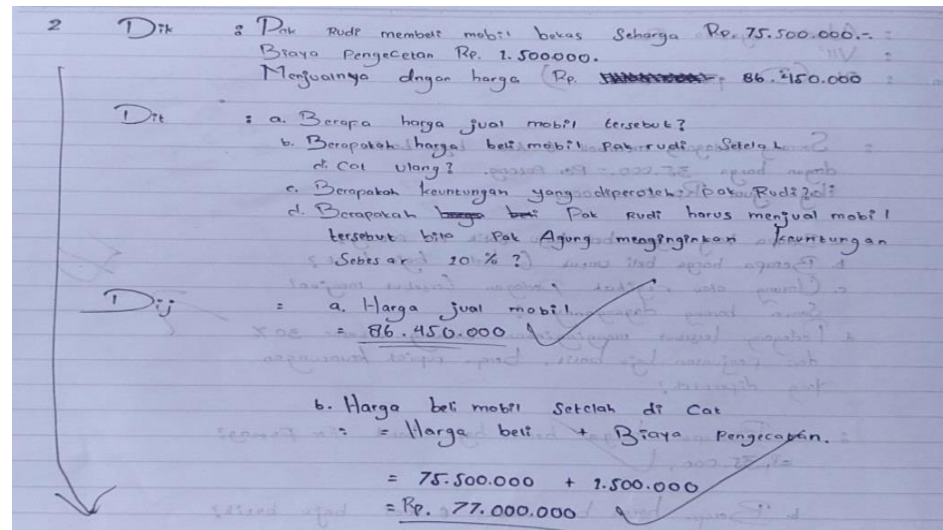 2 Dik : Pak Rudi membeli mobil bekas Seharga Rp. 75.500.000.-
Biaya Pengecetan Rp. 1.500000.
Menjualnya dngan harga (Rp. 86.450.000
Dit : a. Berapa harga jual mobil tersebut?
b. Berapakah harga beli mobil Pak rudi Setelah
di Cat ulang?
c. Berapakah keuntungan yang diperoleh Pak Rudi?
d. Berapakah Pak Rudi harus menjual mobil
tersebut bila Pak Agung menginginkan keuntungan
Sebesar 20 % ?
Dij = a. Harga jual mobil
= 86.450.000
b. Harga beli mobil Setelah di Cat
= = Harga beli + Biaya Pengecatan.
= 75.500.000 + 1.500.000
= Rp. 77.000.000